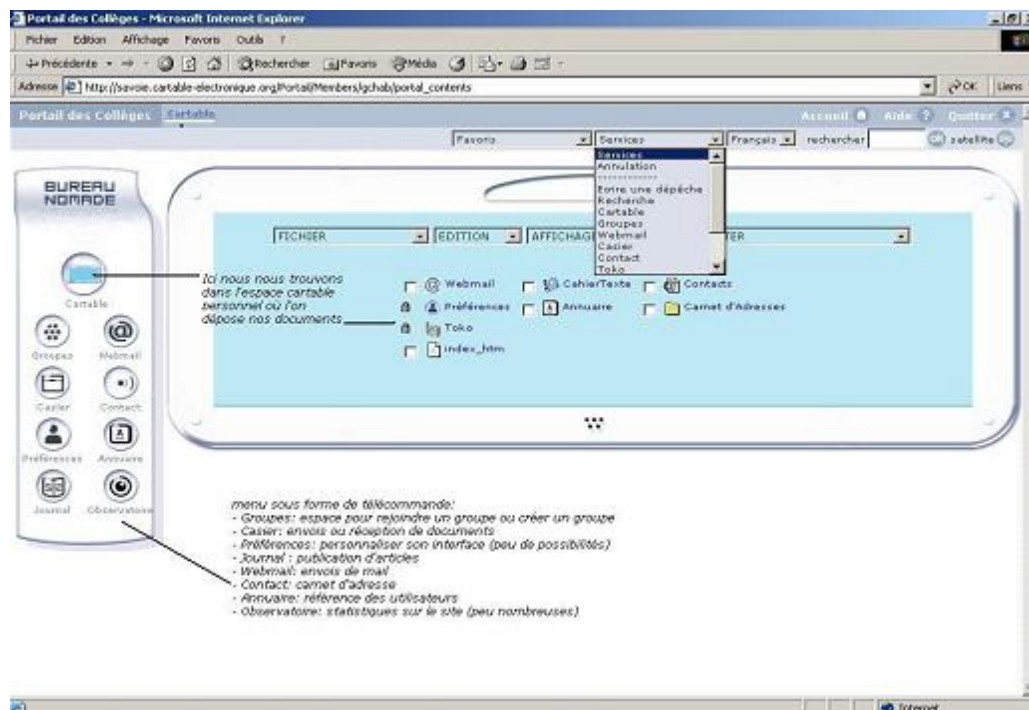 Portail des Collèges - Microsoft Internet Explorer
Fichier Edition Affichage Favoris Outils ?
Précédente Rechercher Favoris Média
Adresse http://savoie.cartable-electronique.org/Portail/Members/gchab/portal_contents OK Liens
Portail des Collèges Cartable Accueil Aide ? Quitter X
Favoris Services Français rechercher satellite
Services
Annulation
------------
Ecrire une dépêche
Recherche
Cartable
Groupes
Webmail
Casier
Contact
Toko
BUREAU
NOMADE
FICHIER EDITION AFFICHAG TER
Ici nous nous trouvons
dans l'espace cartable
personnel où l'on
dépose nos documents
Webmail CahierTexte Contacts
Préférences Annuaire Carnet d'Adresses
Toko
index_htm
Cartable
Groupes Webmail
Casier Contact
Préférences Annuaire
Journal Observatoire
menu sous forme de télécommande:
- Groupes: espace pour rejoindre un groupe ou créer un groupe
- Casier: envois ou réception de documents
- Préférences: personnaliser son interface (peu de possibilités)
- Journal : publication d'articles
- Webmail: envois de mail
- Contact: carnet d'adresse
- Annuaire: référence des utilisateurs
- Observatoire: statistiques sur le site (peu nombreuses)
Internet